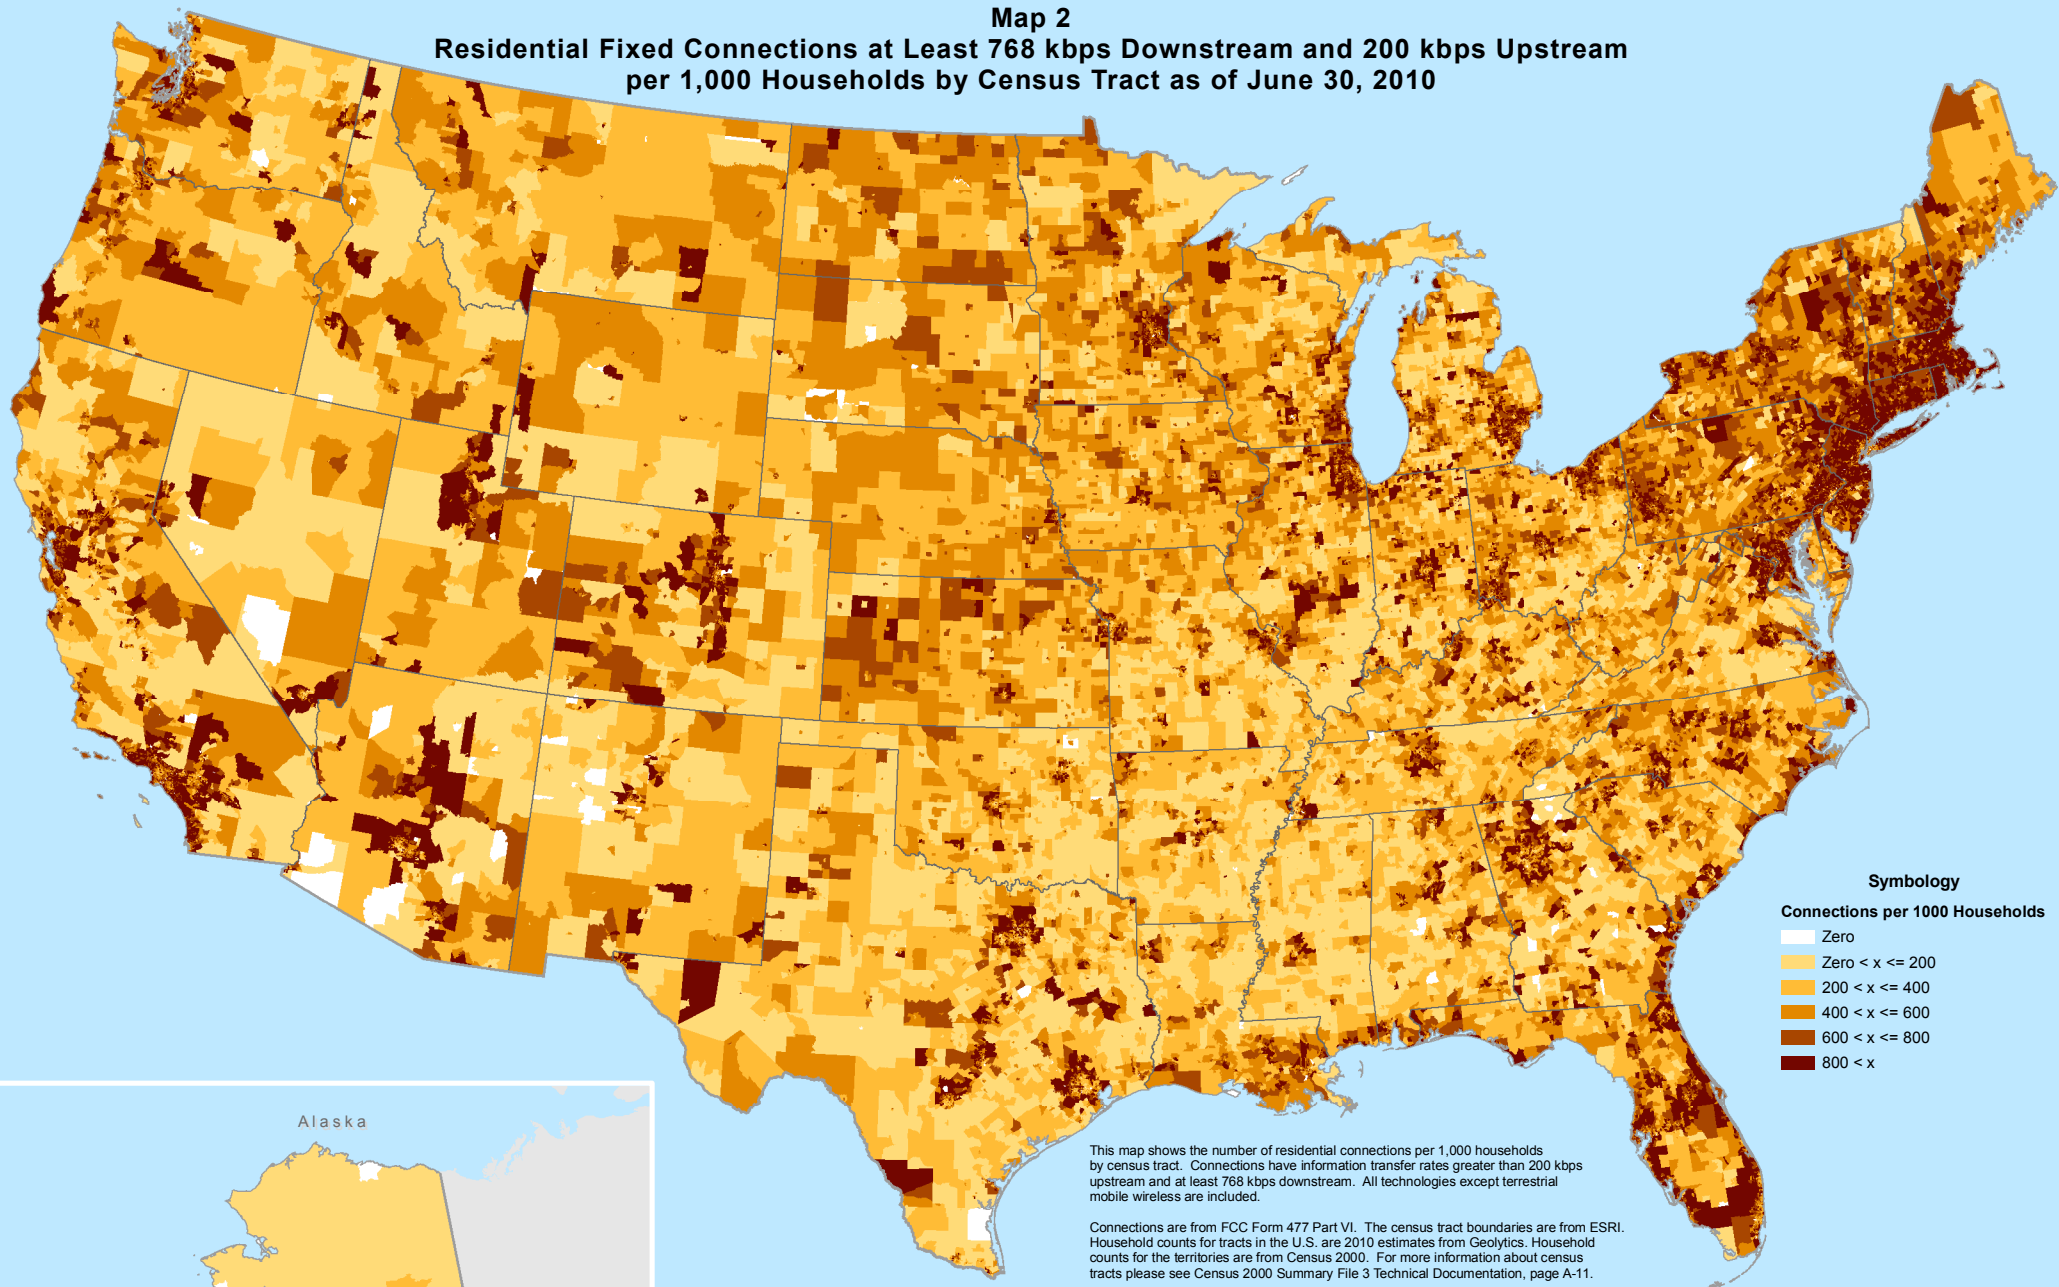 Map 2
Residential Fixed Connections at Least 768 kbps Downstream and 200 kbps Upstream
per 1,000 Households by Census Tract as of June 30, 2010
Symbology
Connections per 1000 Households
Zero
Zero < x <= 200
200 < x <= 400
400 < x <= 600
600 < x <= 800
800 < x
Alaska
This map shows the number of residential connections per 1,000 households
by census tract. Connections have information transfer rates greater than 200 kbps
upstream and at least 768 kbps downstream. All technologies except terrestrial
mobile wireless are included.
Connections are from FCC Form 477 Part VI. The census tract boundaries are from ESRI.
Household counts for tracts in the U.S. are 2010 estimates from Geolytics. Household
counts for the territories are from Census 2000. For more information about census
tracts please see Census 2000 Summary File 3 Technical Documentation, page A-11.